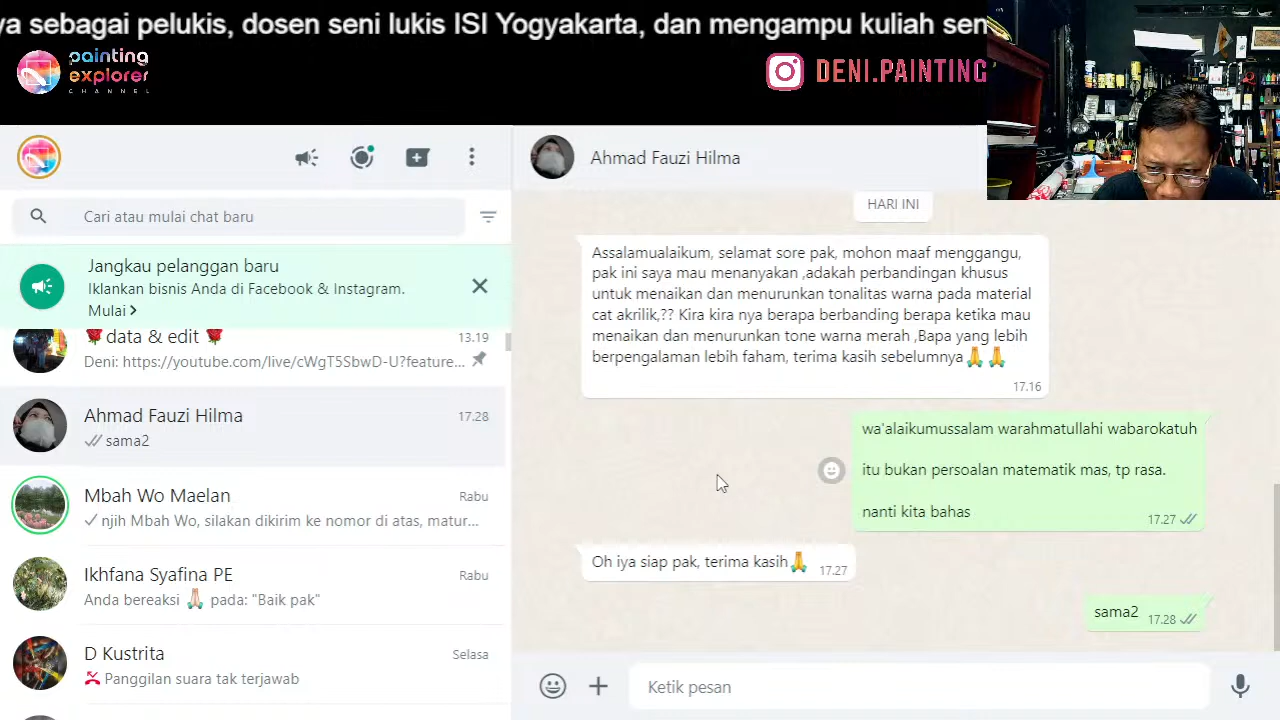 ya sebagai pelukis, dosen seni lukis ISI Yogyakarta, dan mengampu kuliah sen
painting
explorer
CHANNEL
DENI.PAINTING
Cari atau mulai chat baru
Jangkau pelanggan baru
Iklankan bisnis Anda di Facebook & Instagram.
Mulai >
🌹data & edit 🌹
13.19
Deni: https://youtube.com/live/cWgT5SbwD-U?feature...
Ahmad Fauzi Hilma
17.28
sama2
Mbah Wo Maelan
Rabu
njih Mbah Wo, silakan dikirim ke nomor di atas, matur...
Ikhfana Syafina PE
Rabu
Anda bereaksi 🙏🏻 pada: "Baik pak"
D Kustrita
Selasa
Panggilan suara tak terjawab
Ahmad Fauzi Hilma
HARI INI
Assalamualaikum, selamat sore pak, mohon maaf menggangu,
pak ini saya mau menanyakan ,adakah perbandingan khusus
untuk menaikan dan menurunkan tonalitas warna pada material
cat akrilik,?? Kira kira nya berapa berbanding berapa ketika mau
menaikan dan menurunkan tone warna merah ,Bapa yang lebih
berpengalaman lebih faham, terima kasih sebelumnya🙏🙏
17.16
wa'alaikumussalam warahmatullahi wabarokatuh
itu bukan persoalan matematik mas, tp rasa.
nanti kita bahas
17.27
Oh iya siap pak, terima kasih🙏
17.27
sama2
17.28
Ketik pesan